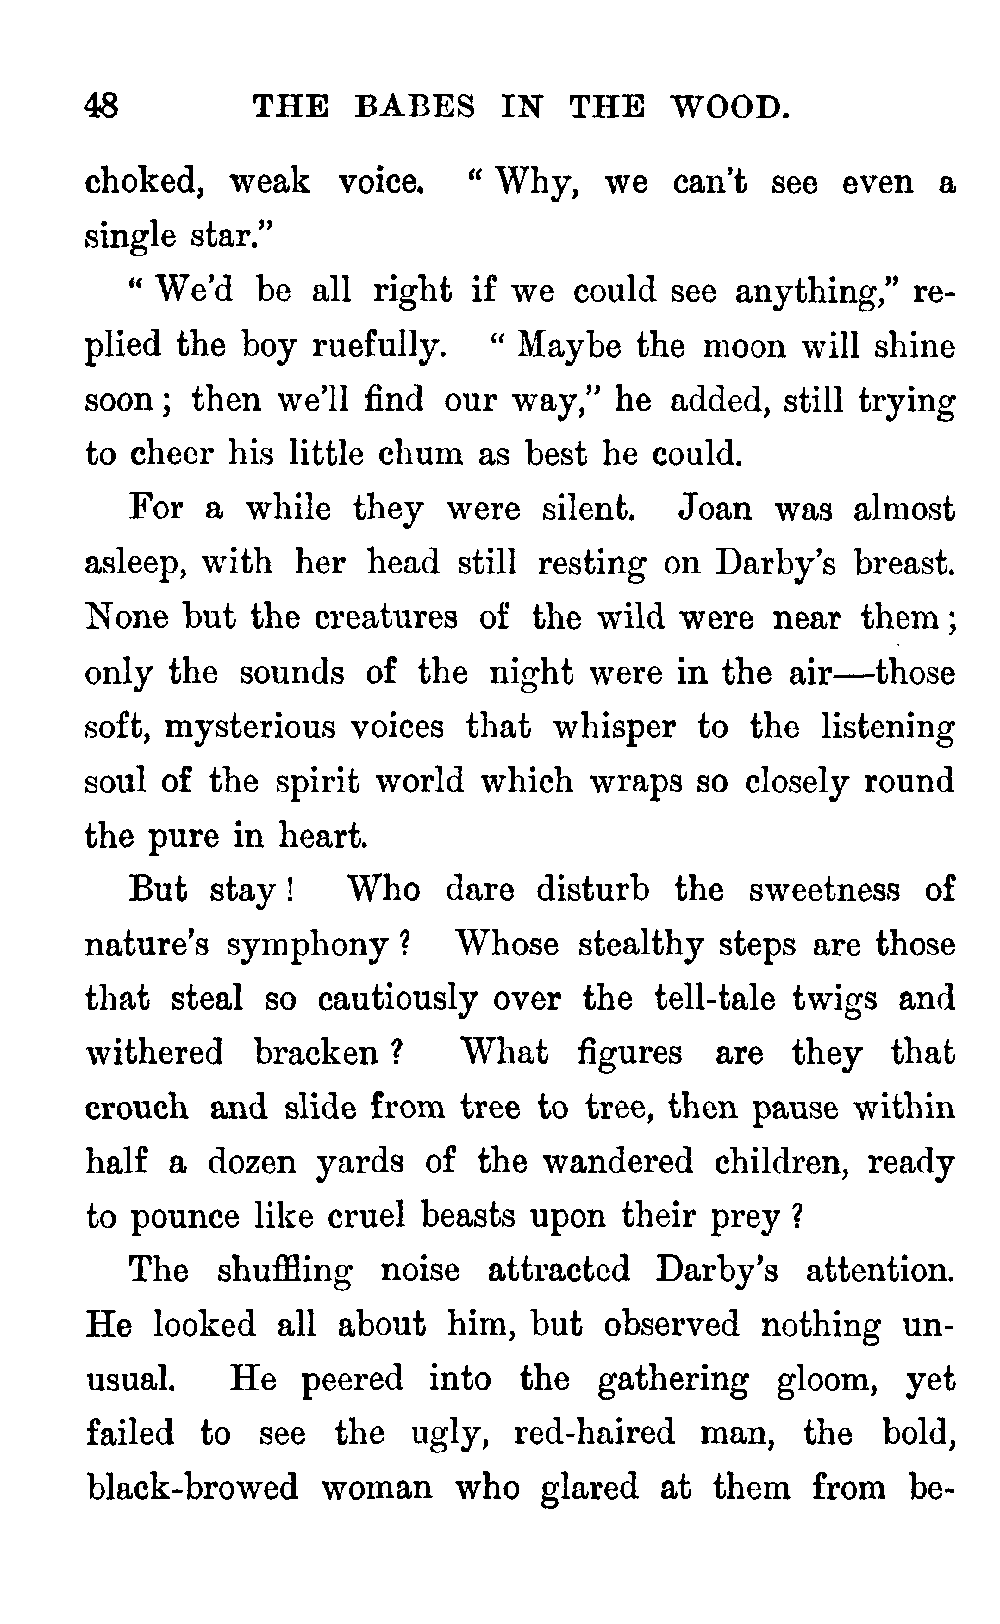 48 THE BABES IN THE WOOD.
choked, weak voice. “ Why, we can’t see even a
single star.”
“ We’d be all right if we could see anything,” re-
plied the boy ruefully. “ Maybe the moon will shine
soon ; then we’ll find our way,” he added, still trying
to cheer his little chum as best he could.
For a while they were silent. Joan was almost
asleep, with her head still resting on Darby’s breast.
None but the creatures of the wild were near them ;
only the sounds of the night were in the air—those
soft, mysterious voices that whisper to the listening
soul of the spirit world which wraps so closely round
the pure in heart.
But stay ! Who dare disturb the sweetness of
nature’s symphony ? Whose stealthy steps are those
that steal so cautiously over the tell-tale twigs and
withered bracken ? What figures are they that
crouch and slide from tree to tree, then pause within
half a dozen yards of the wandered children, ready
to pounce like cruel beasts upon their prey ?
The shuffling noise attracted Darby’s attention.
He looked all about him, but observed nothing un-
usual. He peered into the gathering gloom, yet
failed to see the ugly, red-haired man, the bold,
black-browed woman who glared at them from be-